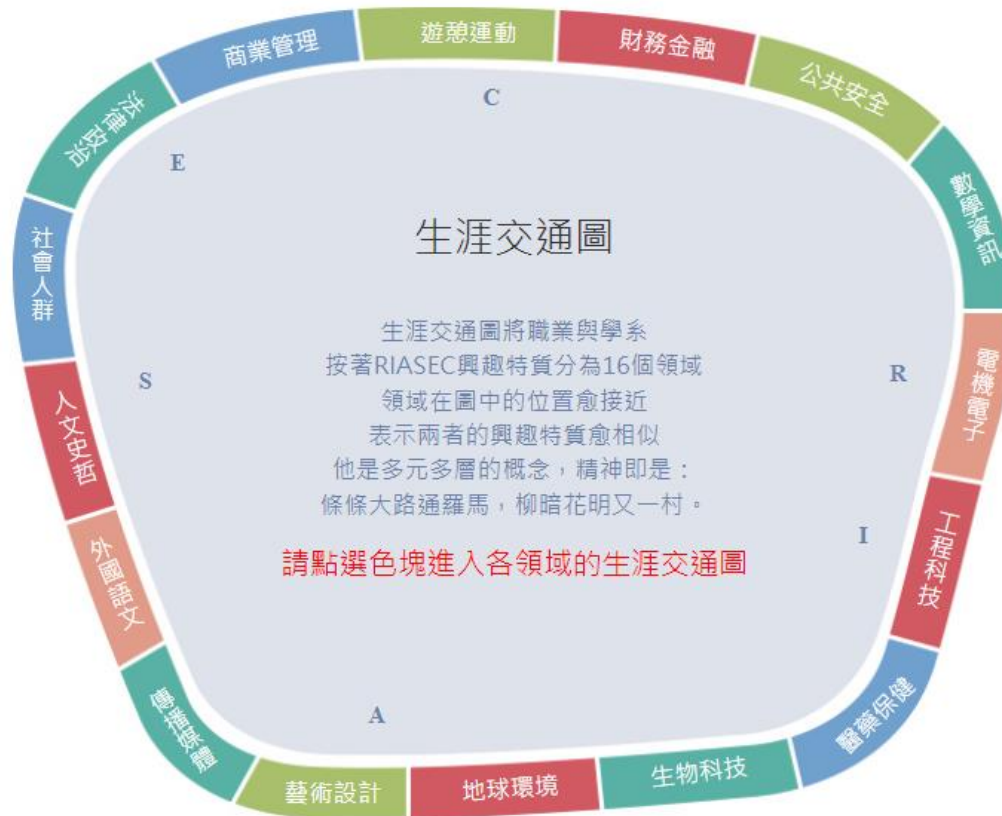 商業管理
遊憩運動
財務金融
公共安全
數學資訊
電機電子
工程科技
醫藥保健
生物科技
地球環境
藝術設計
傳播媒體
外國語文
人文史哲
社會人群
法律政治
C
E
S
R
I
A
生涯交通圖
生涯交通圖將職業與學系
按著RIASEC興趣特質分為16個領域
領域在圖中的位置愈接近
表示兩者的興趣特質愈相似
他是多元多層的概念，精神即是：
條條大路通羅馬，柳暗花明又一村。
請點選色塊進入各領域的生涯交通圖